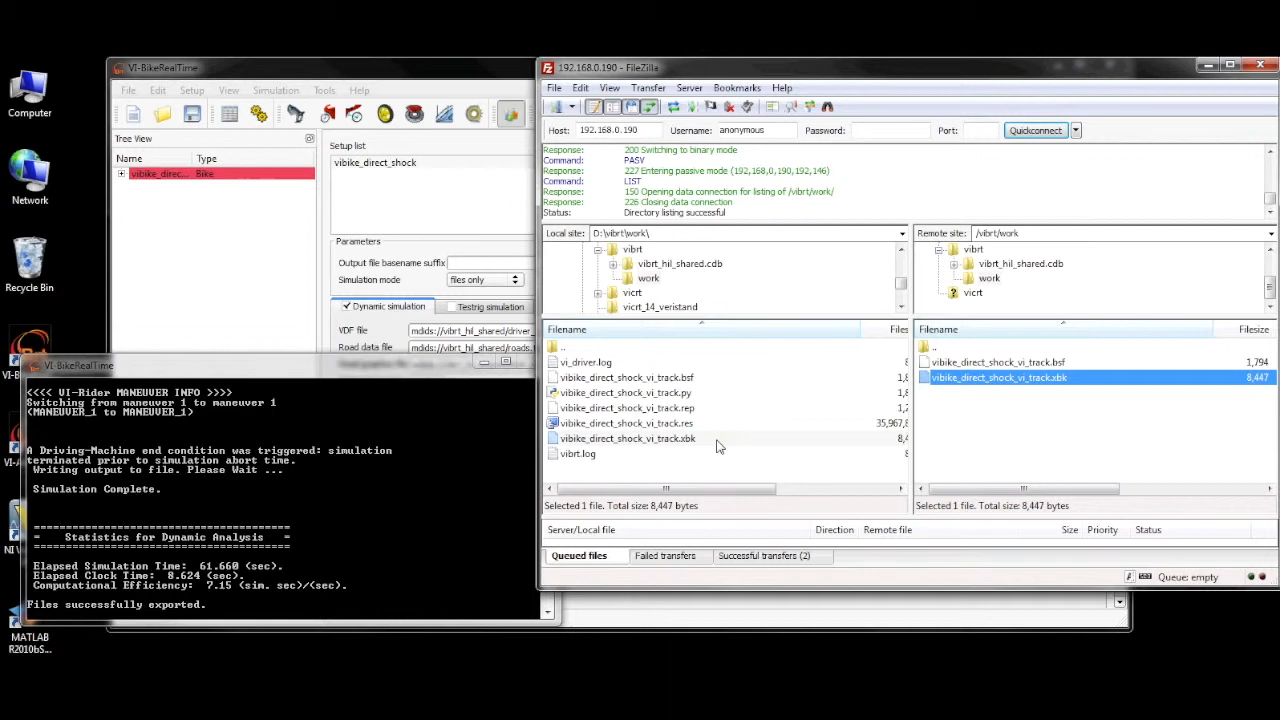 Computer
Network
Recycle Bin
MATLAB
R2010bS...
VI-BikeRealTime
File Edit Setup View Simulation Tools Review Help
Tree View
Name Type
vibike_direc... Bike
Setup list
vibike_direct_shock
Parameters
Output file basename suffix
Simulation mode files only
Dynamic simulation Testrig simulation
VDF file mdids://vibrt_hil_shared/driver_
Road data file mdids://vibrt_hil_shared/roads.t
VI-BikeRealTime
<<<< VI-Rider MANEUVER INFO >>>>
Switching from maneuver 1 to maneuver 1
(MANEUVER_1 to MANEUVER_1)
A Driving-Machine end condition was triggered: simulation
terminated prior to simulation abort time.
Writing output to file. Please Wait ...
Simulation Complete.
========================================
= Statistics for Dynamic Analysis =
========================================
Elapsed Simulation Time: 61.660 (sec).
Elapsed Clock Time: 8.624 (sec).
Computational Efficiency: 7.15 (sim. sec)/(sec).
Files successfully exported.
192.168.0.190 - FileZilla
File Edit View Transfer Server Bookmarks Help
Host: 192.168.0.190 Username: anonymous Password: Port: Quickconnect
Response: 200 Switching to binary mode
Command: PASV
Response: 227 Entering passive mode (192,168,0,190,192,146)
Command: LIST
Response: 150 Opening data connection for listing of /vibrt/work/
Response: 226 Closing data connection
Status: Directory listing successful
Local site: D:\vibrt\work\
vibrt
vibrt_hil_shared.cdb
work
vicrt
vicrt_14_veristand
Filename Files
..
vi_driver.log 8
vibike_direct_shock_vi_track.bsf 1,8
vibike_direct_shock_vi_track.py
vibike_direct_shock_vi_track.rep 1,2
vibike_direct_shock_vi_track.res 35,967,8
vibike_direct_shock_vi_track.xbk 8,4
vibrt.log 8
Selected 1 file. Total size: 8,447 bytes
Remote site: /vibrt/work
vibrt
vibrt_hil_shared.cdb
work
vicrt
Filename Filesize
..
vibike_direct_shock_vi_track.bsf 1,794
vibike_direct_shock_vi_track.xbk 8,447
Selected 1 file. Total size: 8,447 bytes
Server/Local file Direction Remote file Size Priority Status
Queued files Failed transfers Successful transfers (2)
Queue: empty